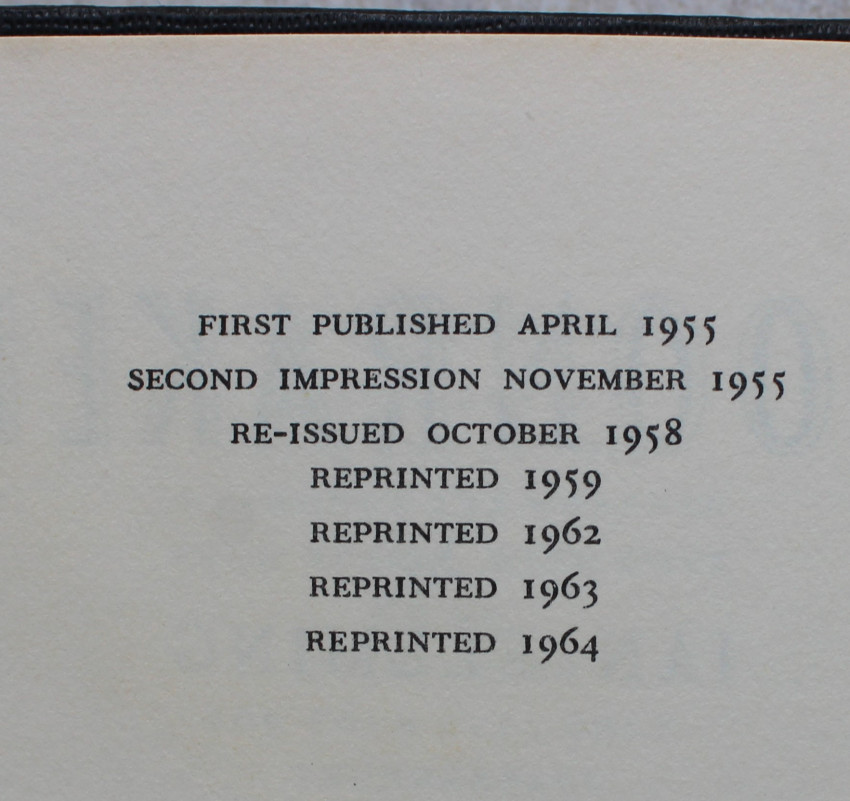 FIRST PUBLISHED APRIL 1955
SECOND IMPRESSION NOVEMBER 1955
RE-ISSUED OCTOBER 1958
REPRINTED 1959
REPRINTED 1962
REPRINTED 1963
REPRINTED 1964